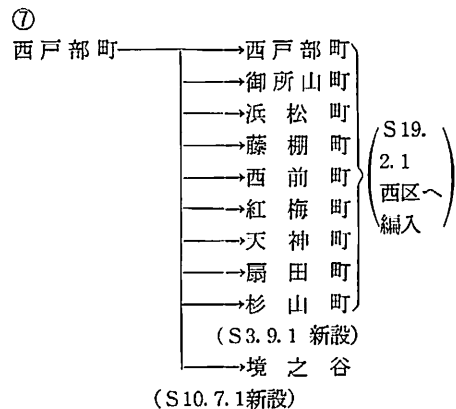 ⑦
西戸部町→西戸部町
→御所山町
→浜松町
→藤棚町
→西前町
→紅梅町
→天神町
→扇田町
→杉山町
(S19.
2.1
西区へ
編入)
(S3.9.1 新設)
→境之谷
(S10.7.1新設)